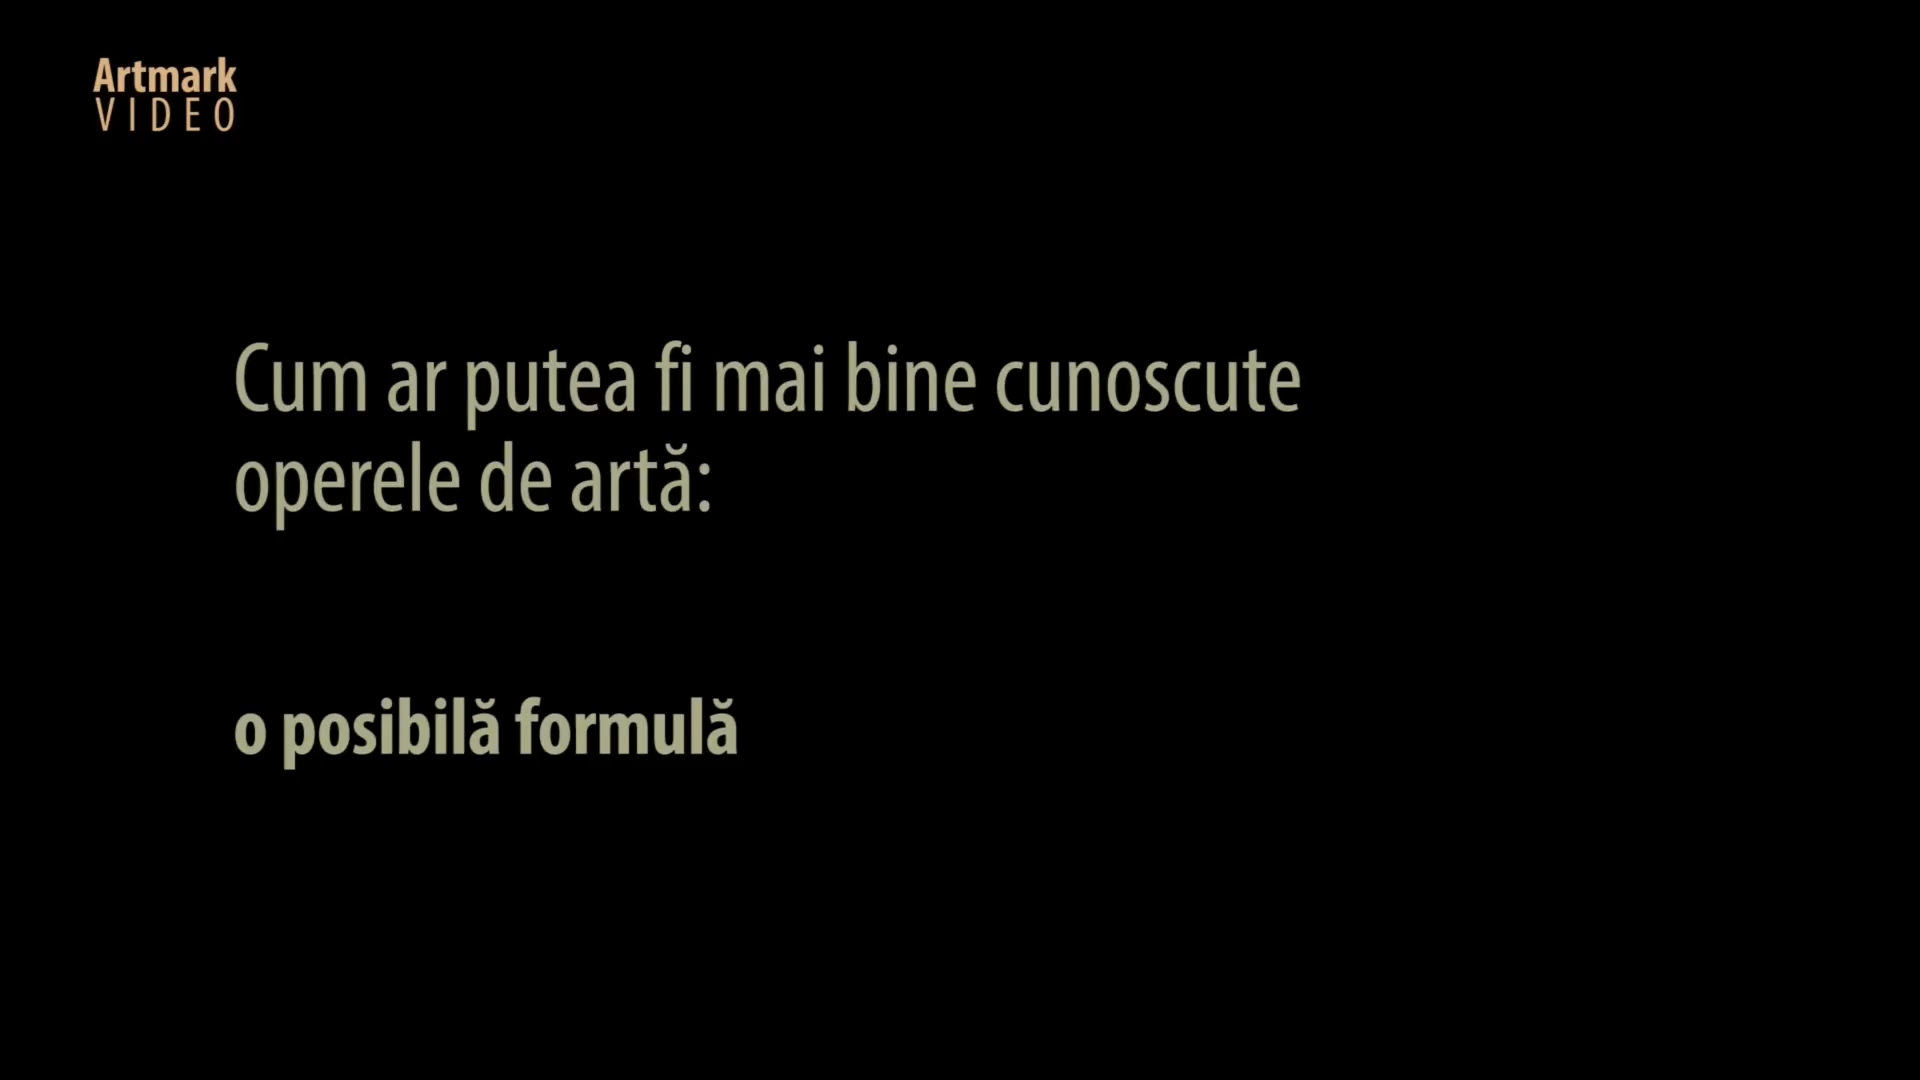 Artmark
VIDEO
Cum ar putea fi mai bine cunoscute
operele de artă:
o posibilă formulă